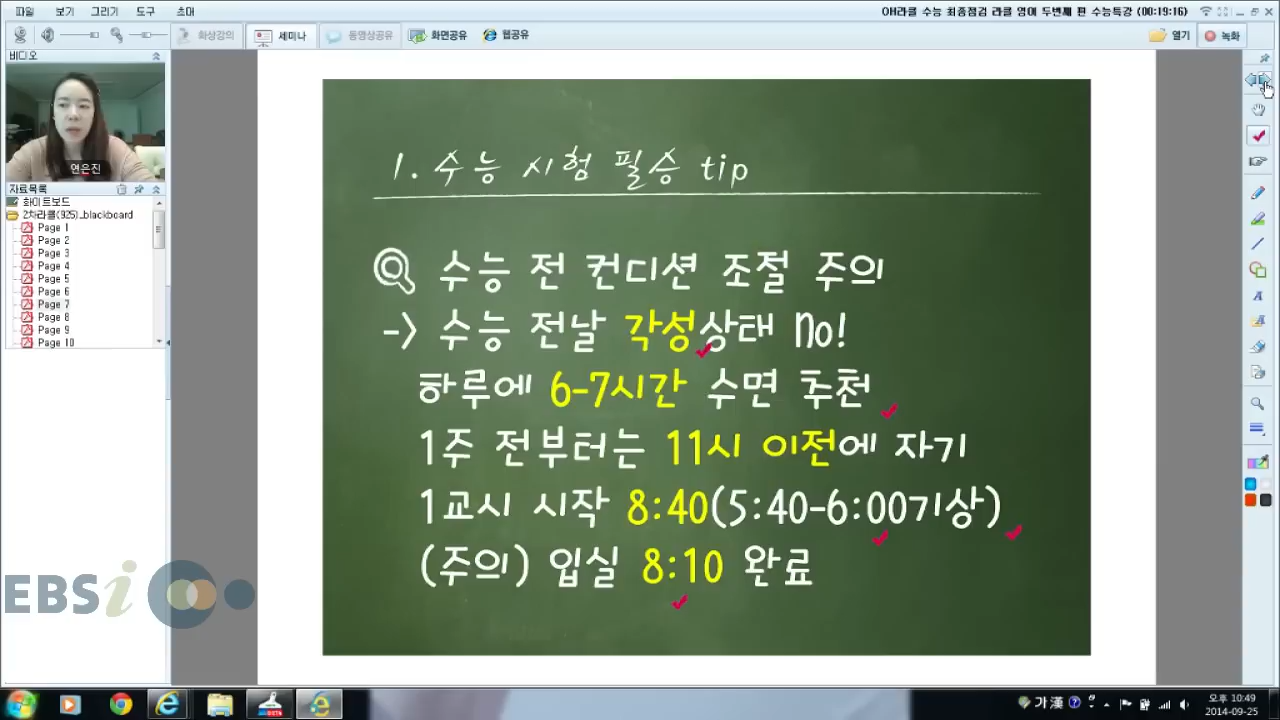 파일 보기 그리기 도구 초대
OH라클 수능 최종점검 라클 영어 두번째 편 수능특강 (00:19:16)
화상강의 세미나 동영상공유 화면공유 웹공유
열기 녹화
비디오
연은진
자료목록
화이트보드
2차라클(925)_blackboard
Page 1
Page 2
Page 3
Page 4
Page 5
Page 6
Page 7
Page 8
Page 9
Page 10
1. 수능 시험 필승 tip
수능 전 컨디션 조절 주의
-> 수능 전날 각성상태 No!
하루에 6-7시간 수면 추천
1주 전부터는 11시 이전에 자기
1교시 시작 8:40(5:40-6:00기상)
(주의) 입실 8:10 완료
EBSi
가 漢
오후 10:49
2014-09-25